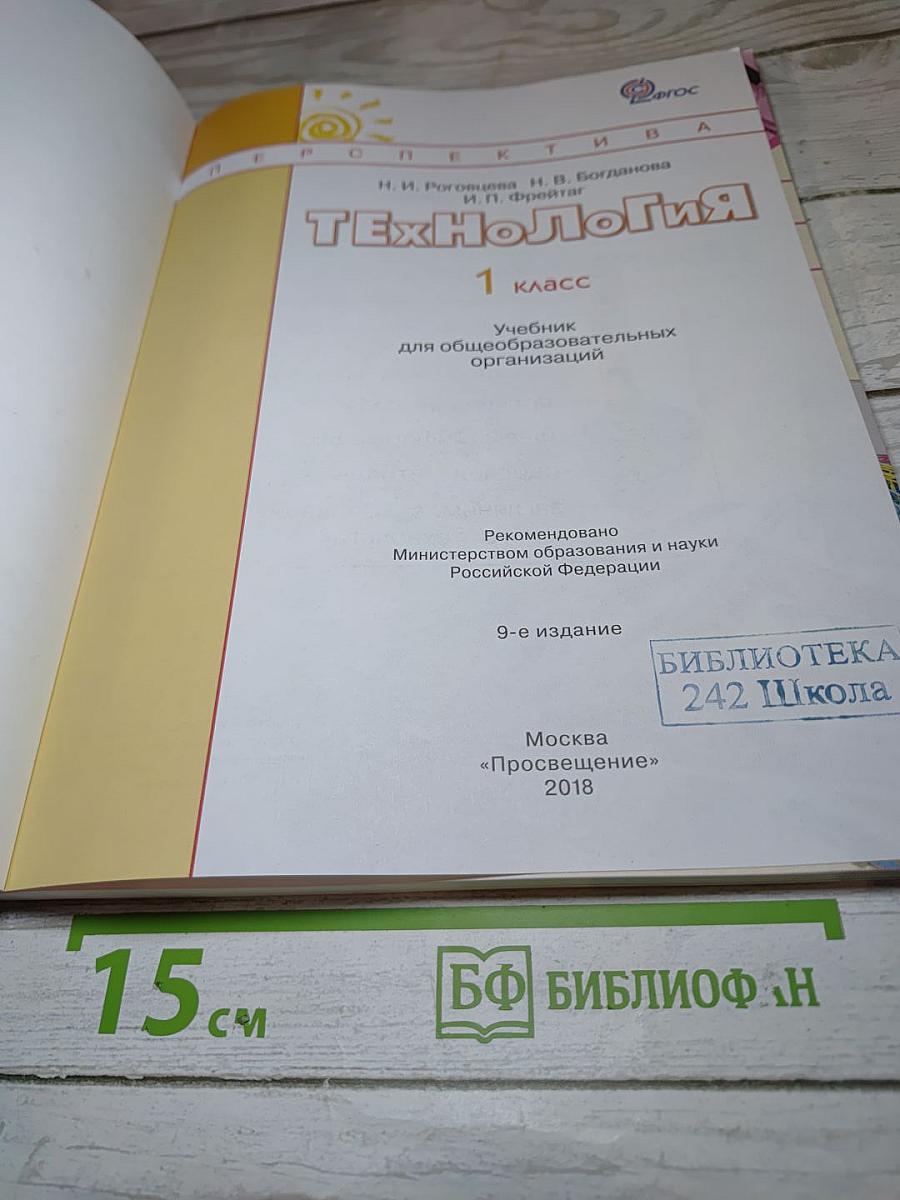 ФГОС
ПЕРСПЕКТИВА
Н. И. Роговцева Н. В. Богданова
И. П. Фрейтаг
ТЕхНоЛоГиЯ
1 класс
Учебник
для общеобразовательных
организаций
Рекомендовано
Министерством образования и науки
Российской Федерации
9-е издание
БИБЛИОТЕКА
242 Школа
Москва
«Просвещение»
2018
15 см
БФ БИБЛИОФАН